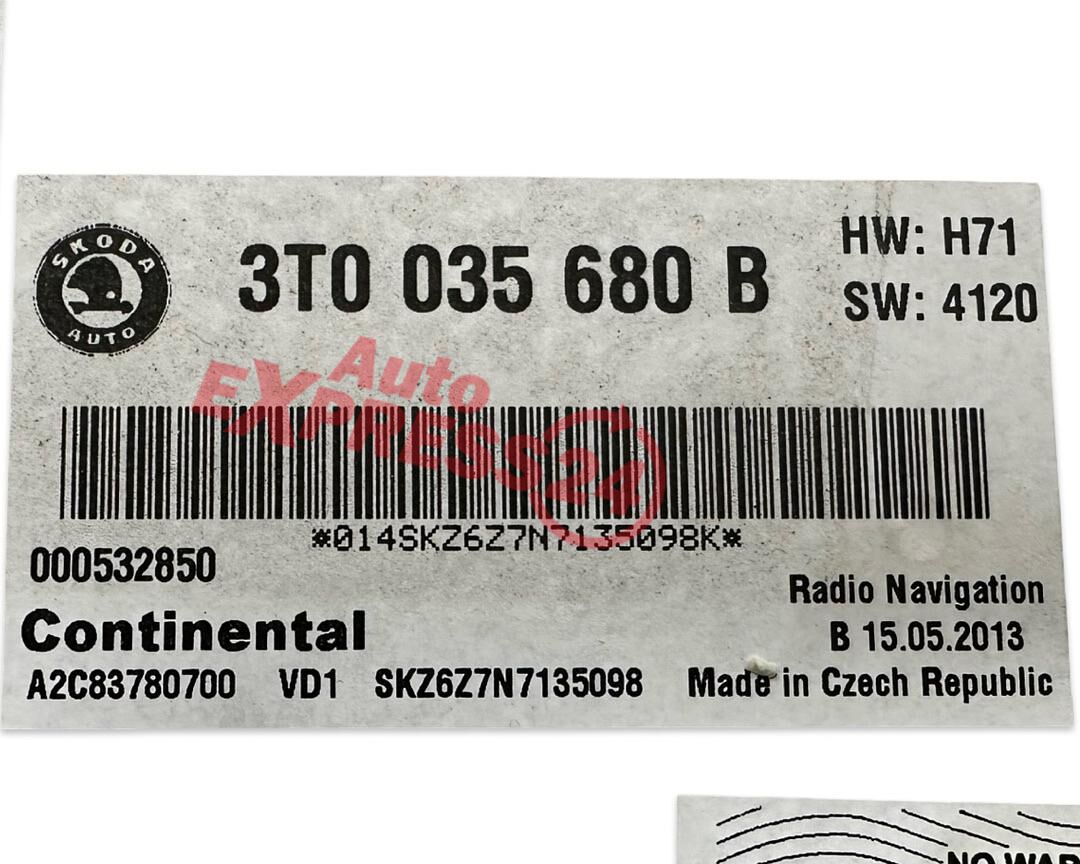 SKODA
AUTO
3T0 035 680 B
HW: H71
SW: 4120
Auto
EXPRESS24
*014SKZ6Z7N7135098K*
000532850
Continental
Radio Navigation
B 15.05.2013
A2C83780700 VD1 SKZ6Z7N7135098 Made in Czech Republic
NO